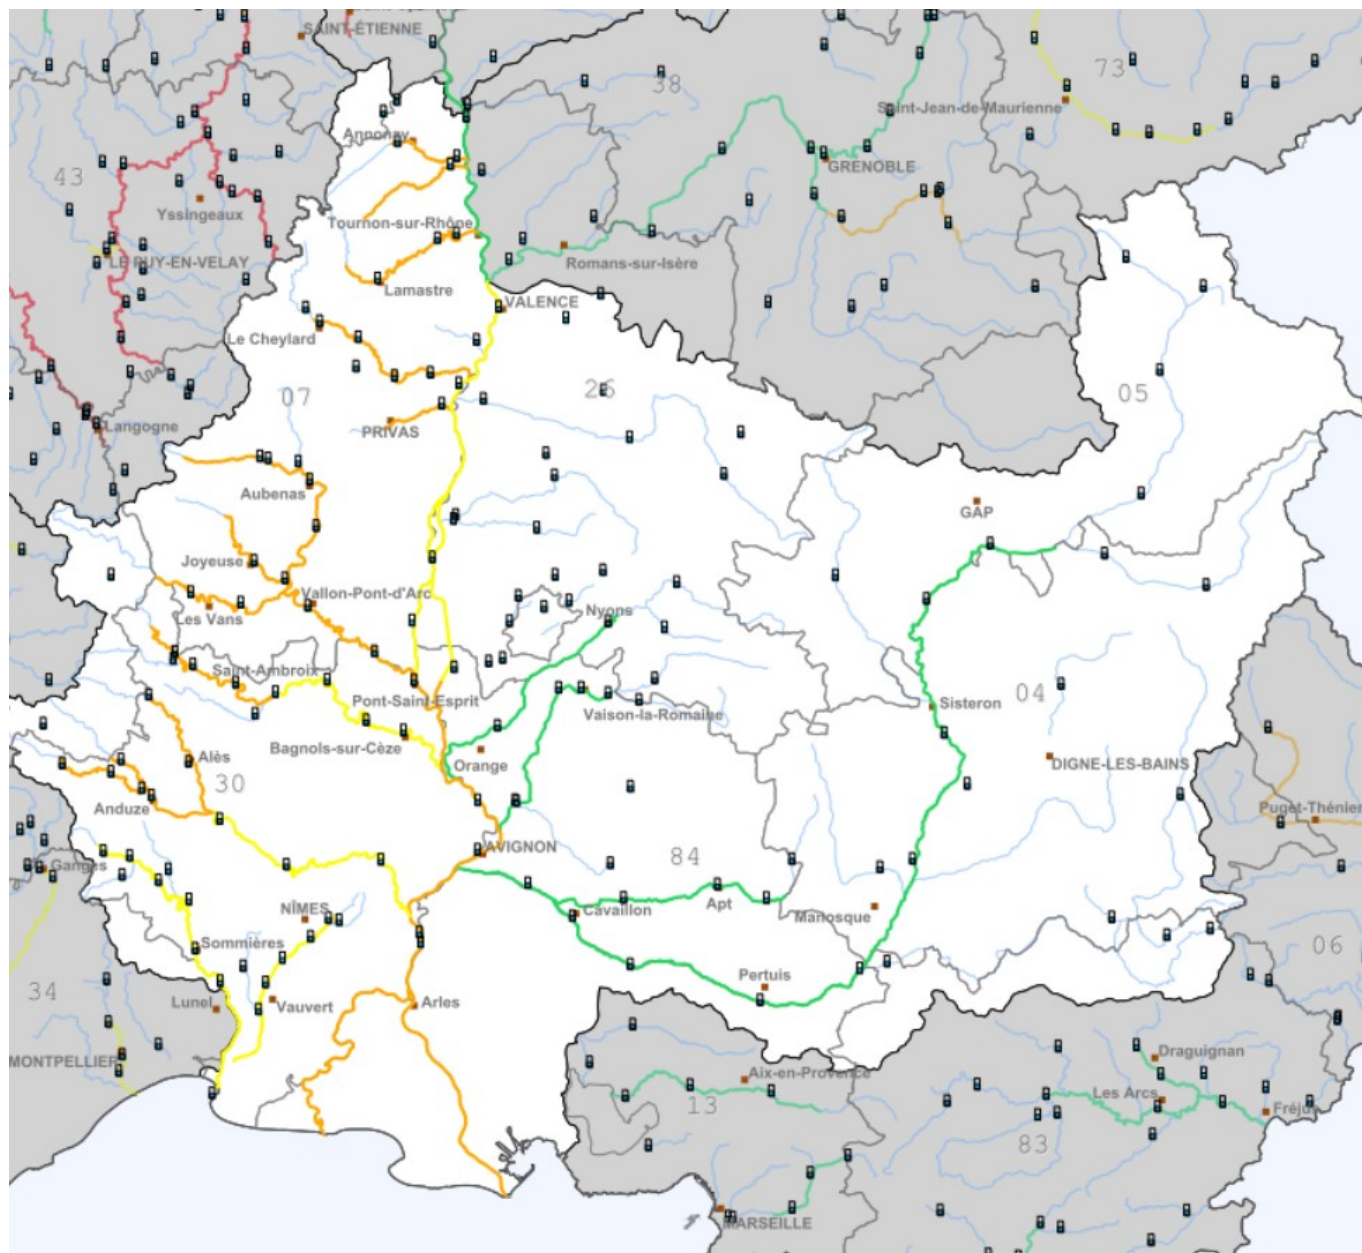 SAINT-ÉTIENNE
73
38
Saint-Jean-de-Maurienne
Annonay
GRENOBLE
43
Yssingeaux
Tournon-sur-Rhône
LE PUY-EN-VELAY
Romans-sur-Isère
Lamastre
VALENCE
Le Cheylard
07
26
05
Langogne
PRIVAS
Aubenas
GAP
Joyeuse
Vallon-Pont-d'Arc
Les Vans
Nyons
Saint-Ambroix
04
Pont-Saint-Esprit
Sisteron
Vaison-la-Romaine
Bagnols-sur-Cèze
Alès
Orange
DIGNE-LES-BAINS
30
Anduze
Puget-Thénier
AVIGNON
84
Ganges
Apt
NÎMES
Cavaillon
Manosque
Sommières
06
Pertuis
34
Lunel
Vauvert
Arles
Draguignan
MONTPELLIER
Aix-en-Provence
Les Arcs
13
Fréjus
83
MARSEILLE